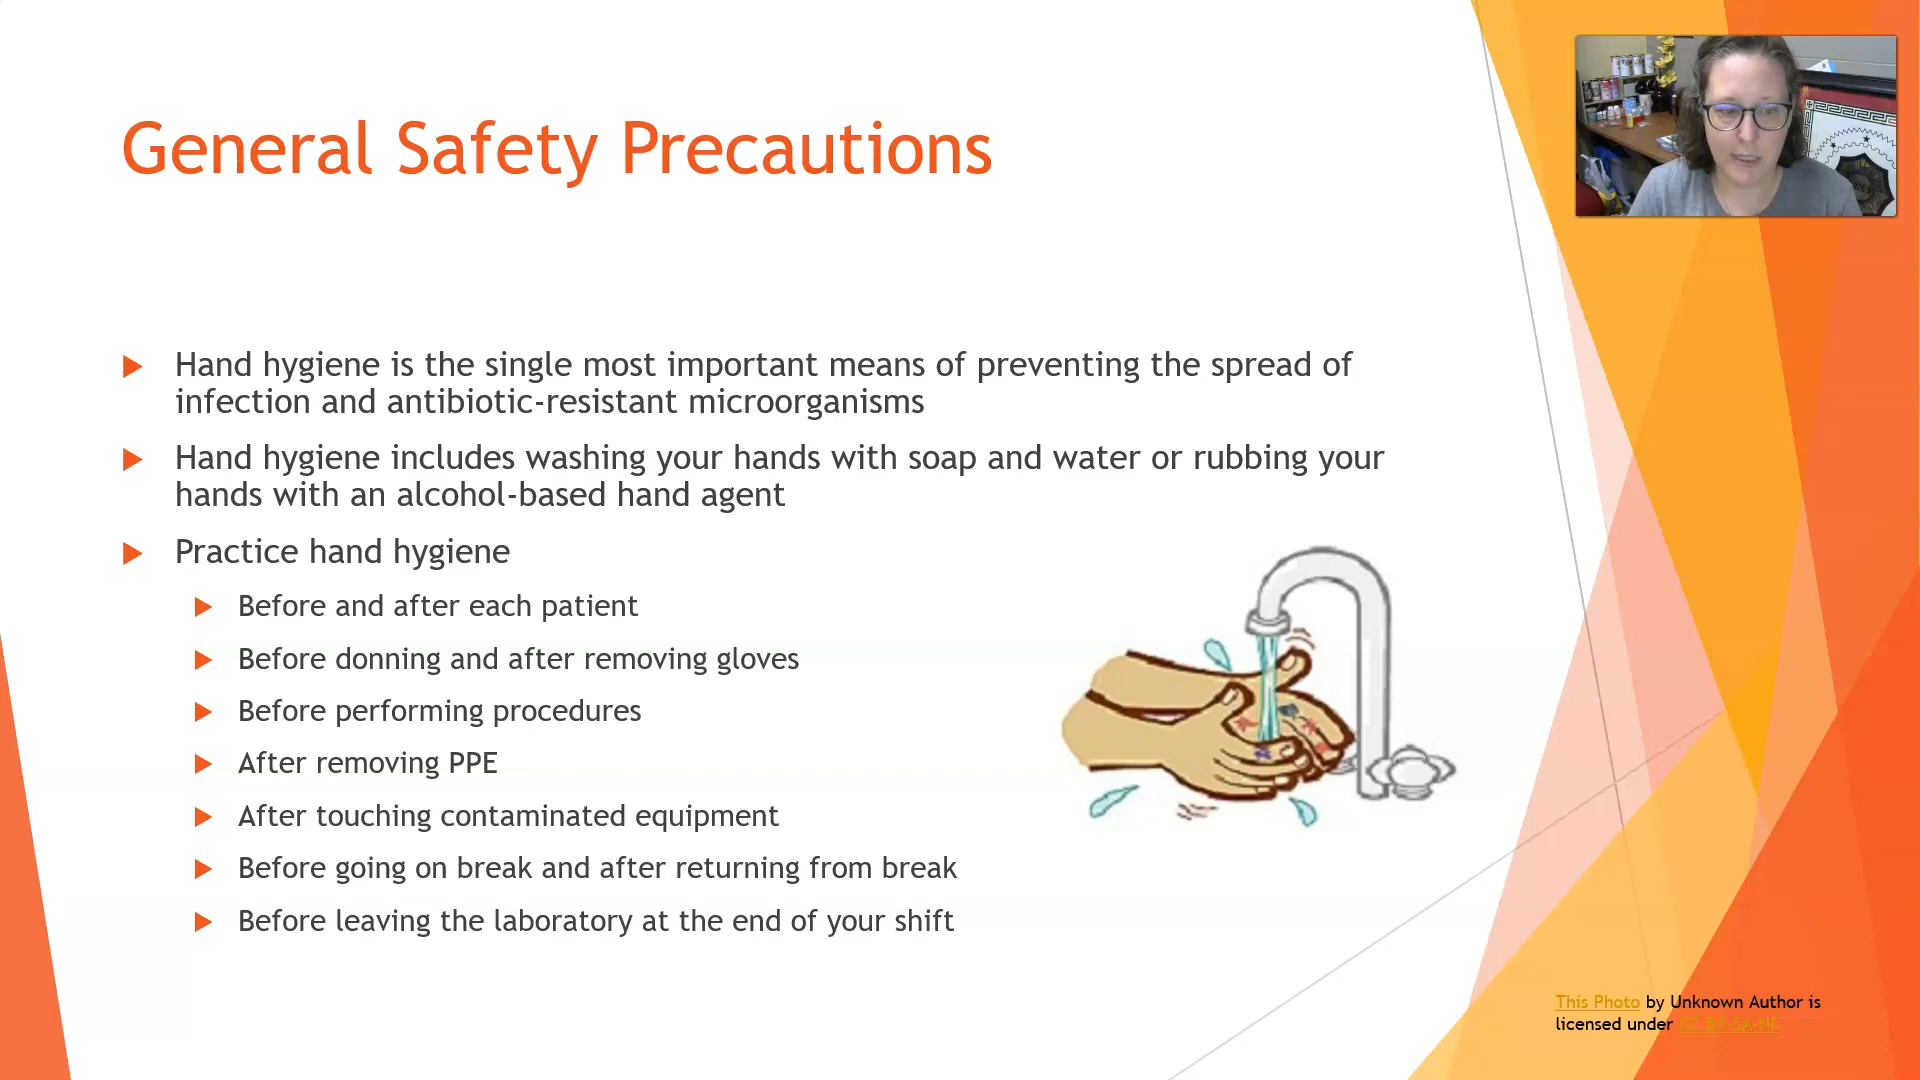 General Safety Precautions
Hand hygiene is the single most important means of preventing the spread of
infection and antibiotic-resistant microorganisms
Hand hygiene includes washing your hands with soap and water or rubbing your
hands with an alcohol-based hand agent
Practice hand hygiene
Before and after each patient
Before donning and after removing gloves
Before performing procedures
After removing PPE
After touching contaminated equipment
Before going on break and after returning from break
Before leaving the laboratory at the end of your shift
This Photo by Unknown Author is
licensed under CC BY-SA-NC